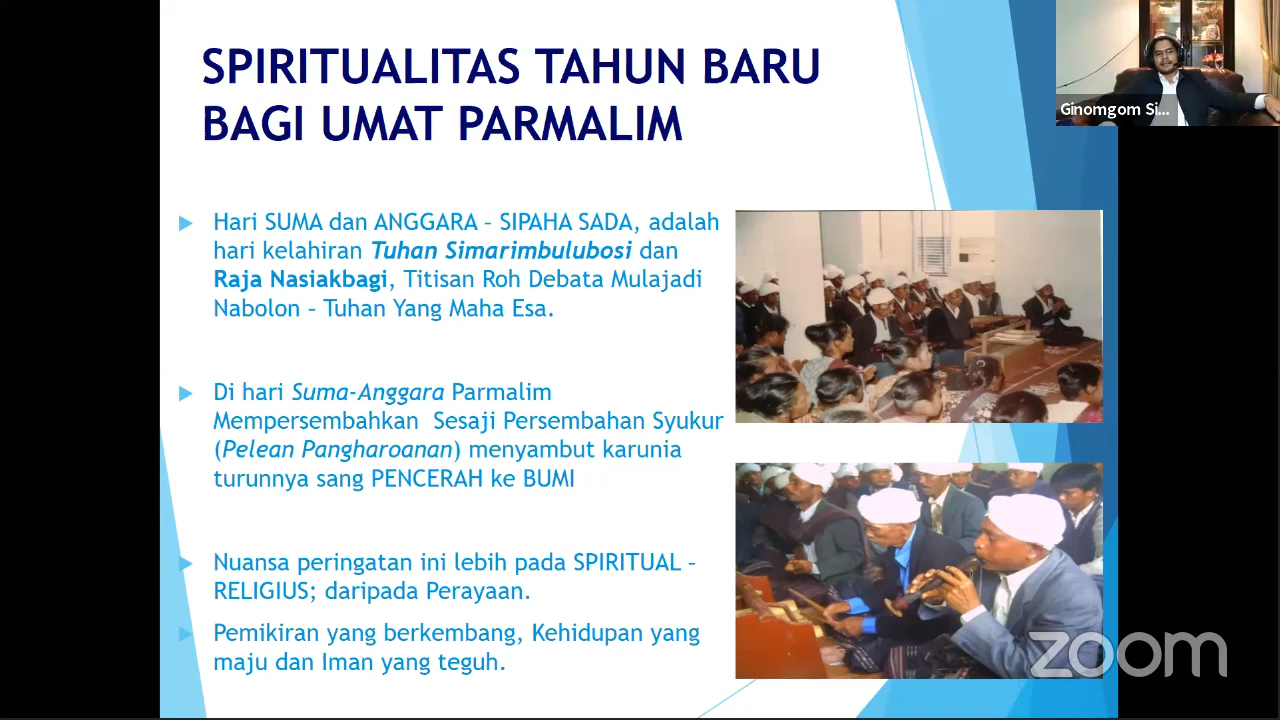 SPIRITUALITAS TAHUN BARU
BAGI UMAT PARMALIM
Ginomgom Si...
Hari SUMA dan ANGGARA – SIPAHA SADA, adalah
hari kelahiran Tuhan Simarimbulubosi dan
Raja Nasiakbagi, Titisan Roh Debata Mulajadi
Nabolon – Tuhan Yang Maha Esa.
Di hari Suma-Anggara Parmalim
Mempersembahkan Sesaji Persembahan Syukur
(Pelean Pangharoanan) menyambut karunia
turunnya sang PENCERAH ke BUMI
Nuansa peringatan ini lebih pada SPIRITUAL –
RELIGIUS; daripada Perayaan.
Pemikiran yang berkembang, Kehidupan yang
maju dan Iman yang teguh.
zoom